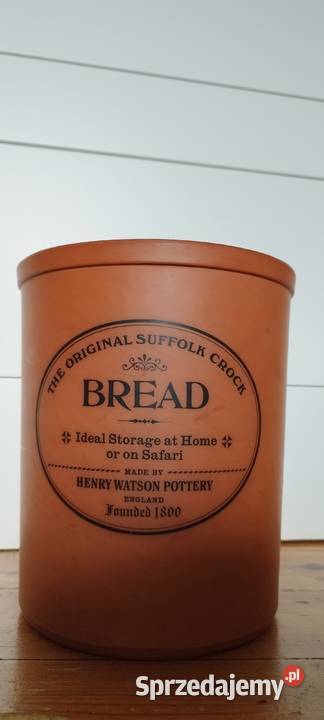 THE ORIGINAL SUFFOLK CROCK
BREAD
Ideal Storage at Home
or on Safari
MADE BY
HENRY WATSON POTTERY
ENGLAND
Founded 1800
Sprzedajemy.pl